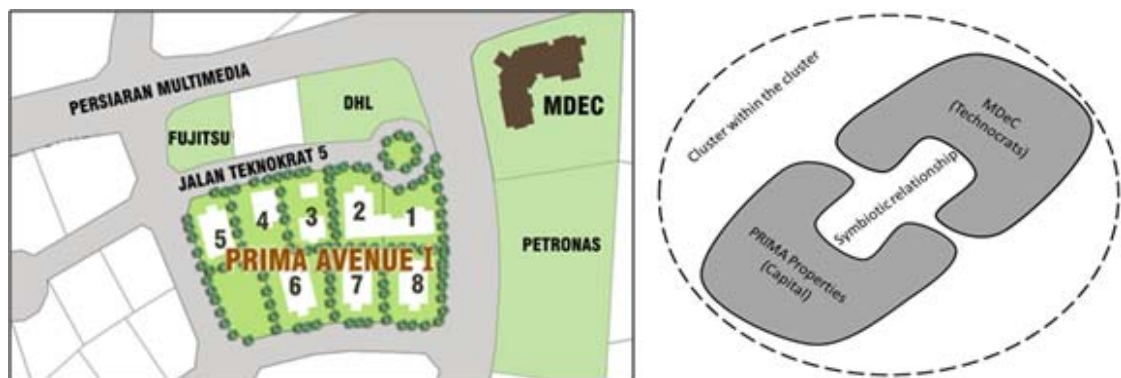 PERSIARAN MULTIMEDIA
DHL
MDEC
FUJITSU
JALAN TEKNOKRAT 5
5
4
3
2
1
PRIMA AVENUE I
PETRONAS
6
7
8
Cluster within the cluster
MDeC
(Technocrats)
Symbiotic relationship
PRIMA Properties
(Capital)